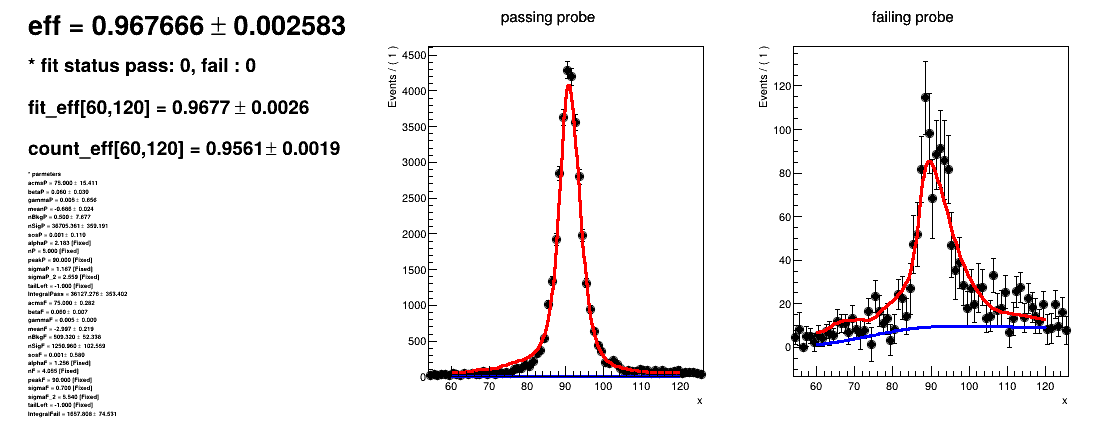 eff = 0.967666 ± 0.002583
* fit status pass: 0, fail : 0
fit_eff[60,120] = 0.9677 ± 0.0026
count_eff[60,120] = 0.9561± 0.0019
* parmeters
acmsP = 75.000 ± 15.411
betaP = 0.060 ± 0.030
gammaP = 0.005 ± 0.656
meanP = -0.666 ± 0.024
nBkgP = 0.500 ± 7.677
nSigP = 38705.361 ± 359.191
sosP = 0.001 ± 0.110
alphaP = 2.183 [Fixed]
nP = 5.000 [Fixed]
peakP = 90.000 [Fixed]
sigmaP = 1.167 [Fixed]
sigmaP_2 = 2.559 [Fixed]
tailLeft = -1.000 [Fixed]
IntegralPass = 36127.276 ± 353.402
acmsF = 75.000 ± 0.282
betaF = 0.060 ± 0.007
gammaF = 0.005 ± 0.000
meanF = -2.997 ± 0.219
nBkgF = 509.320 ± 52.338
nSigF = 1250.960 ± 102.559
sosF = 0.001 ± 0.580
alphaF = 1.256 [Fixed]
nF = 4.055 [Fixed]
peakF = 90.000 [Fixed]
sigmaF = 0.700 [Fixed]
sigmaF_2 = 5.540 [Fixed]
tailLeft = -1.000 [Fixed]
IntegralFail = 1657.808 ± 74.531
passing probe
Events / ( 1 )
4500
4000
3500
3000
2500
2000
1500
1000
500
0
60 70 80 90 100 110 120
x
failing probe
Events / ( 1 )
120
100
80
60
40
20
0
60 70 80 90 100 110 120
x